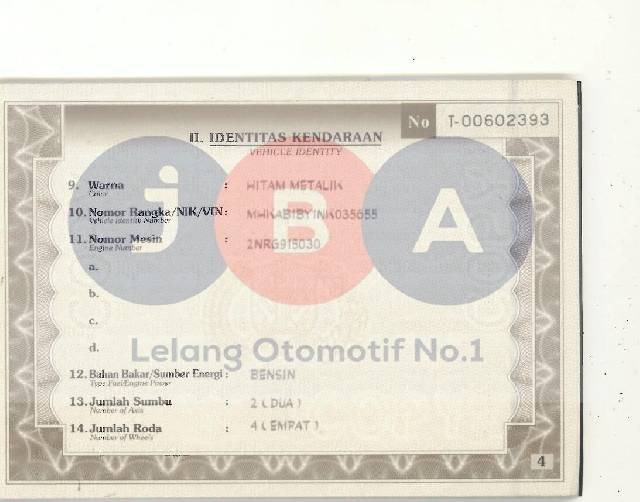 No T-00602393
II. IDENTITAS KENDARAAN
VEHICLE IDENTITY
9. Warna : HITAM METALIK
Color
10. Nomor Rangka/NIK/VIN :
Vehicle Identity Number
11. Nomor Mesin : 2NRG915030
Engine Number
a.
b.
c.
d.
jBA
Lelang Otomotif No.1
12. Bahan Bakar/Sumber Energi : BENSIN
Type Fuel/Engine Power
13. Jumlah Sumbu : 2 ( DUA )
Number of Axis
14. Jumlah Roda : 4 ( EMPAT )
Number of Wheels
4